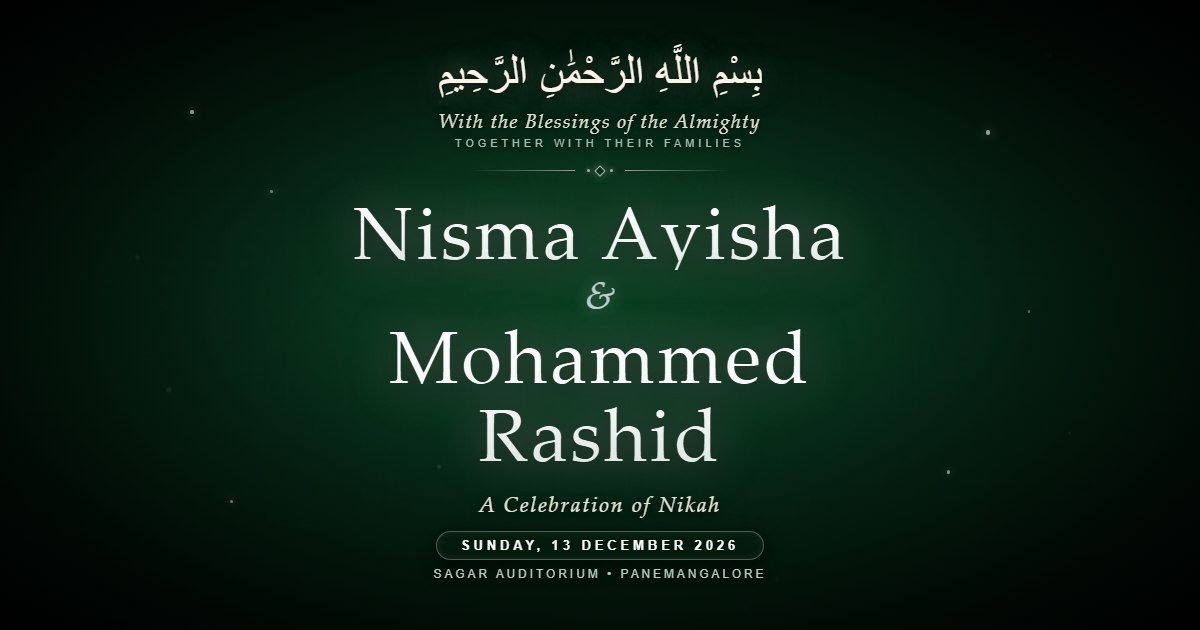 بِسْمِ اللَّهِ الرَّحْمَٰنِ الرَّحِيمِ
With the Blessings of the Almighty
TOGETHER WITH THEIR FAMILIES
Nisma Ayisha
&
Mohammed
Rashid
A Celebration of Nikah
SUNDAY, 13 DECEMBER 2026
SAGAR AUDITORIUM • PANEMANGALORE